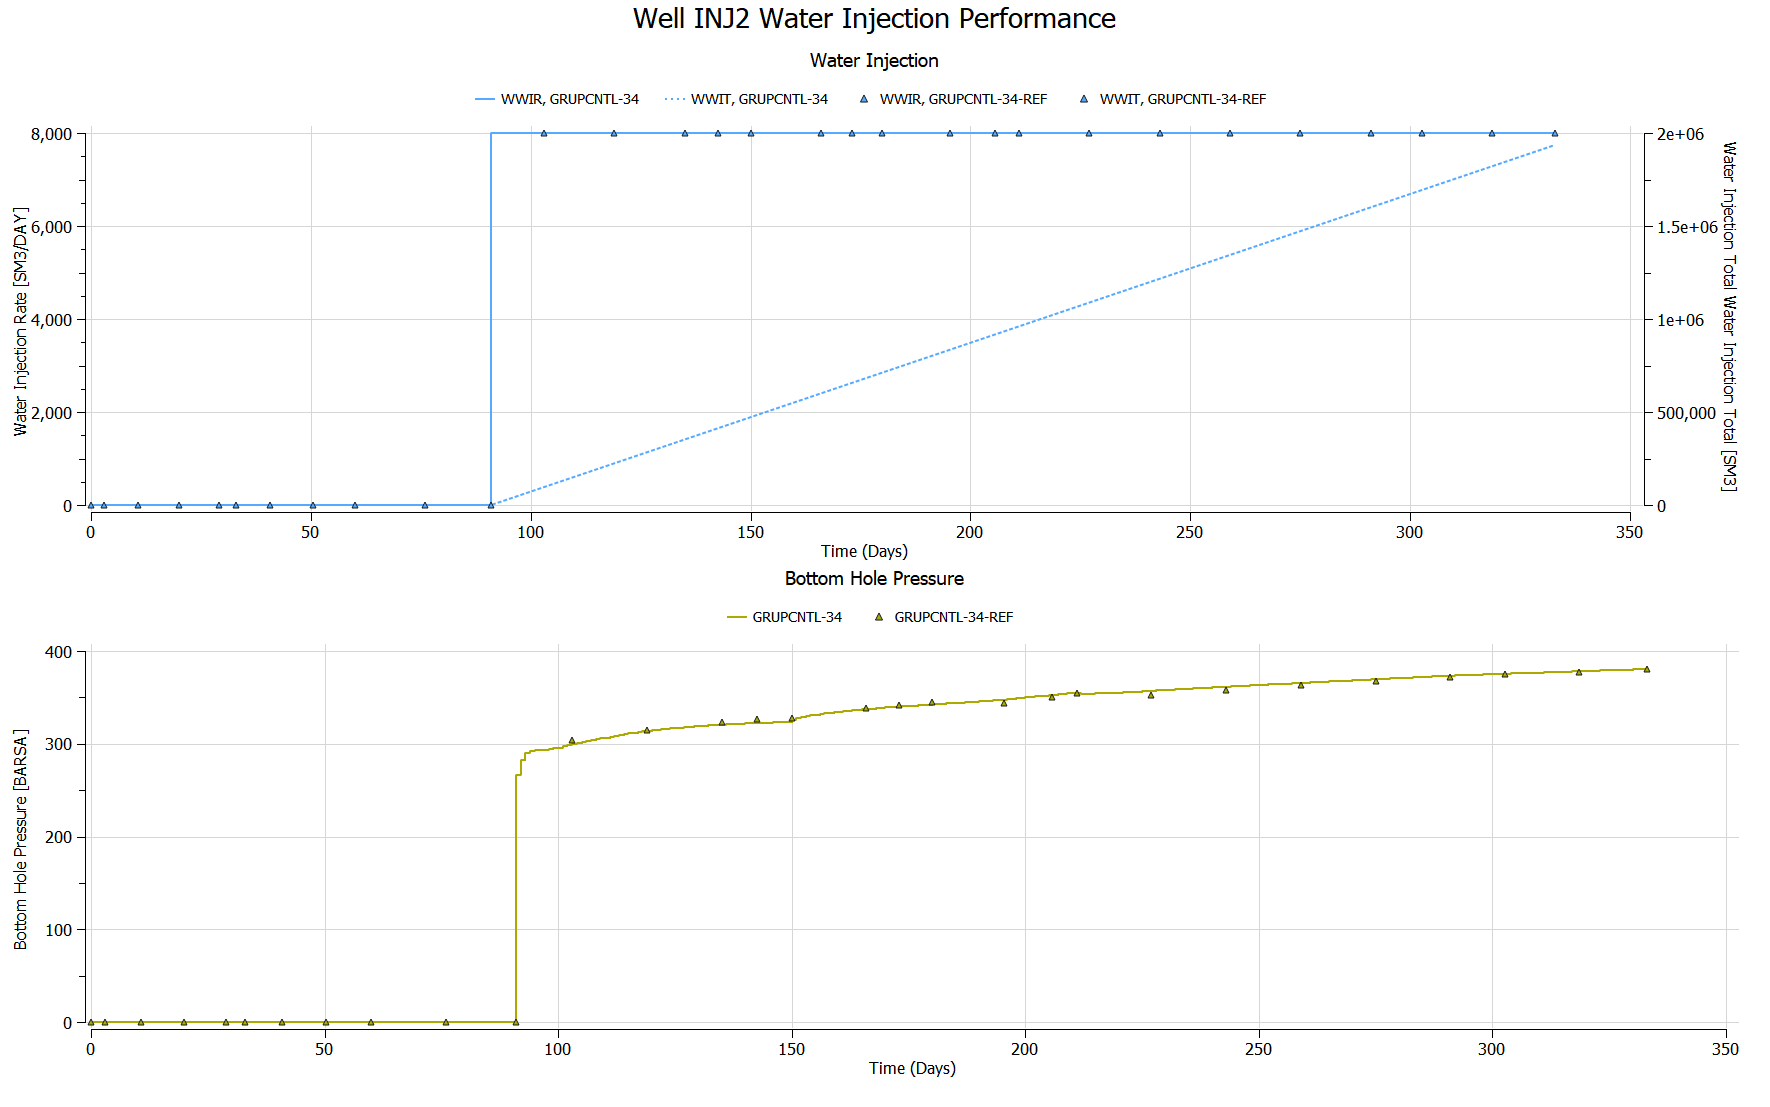 Well INJ2 Water Injection Performance
Water Injection
WWIR, GRUPCNTL-34 WWIT, GRUPCNTL-34 WWIR, GRUPCNTL-34-REF WWIT, GRUPCNTL-34-REF
Water Injection Rate [SM3/DAY]
8,000
6,000
4,000
2,000
0
2e+06
1.5e+06
1e+06
500,000
0
Water Injection Total Water Injection Total [SM3]
0 50 100 150 200 250 300 350
Time (Days)
Bottom Hole Pressure
GRUPCNTL-34 GRUPCNTL-34-REF
Bottom Hole Pressure [BARSA]
400
300
200
100
0
0 50 100 150 200 250 300 350
Time (Days)